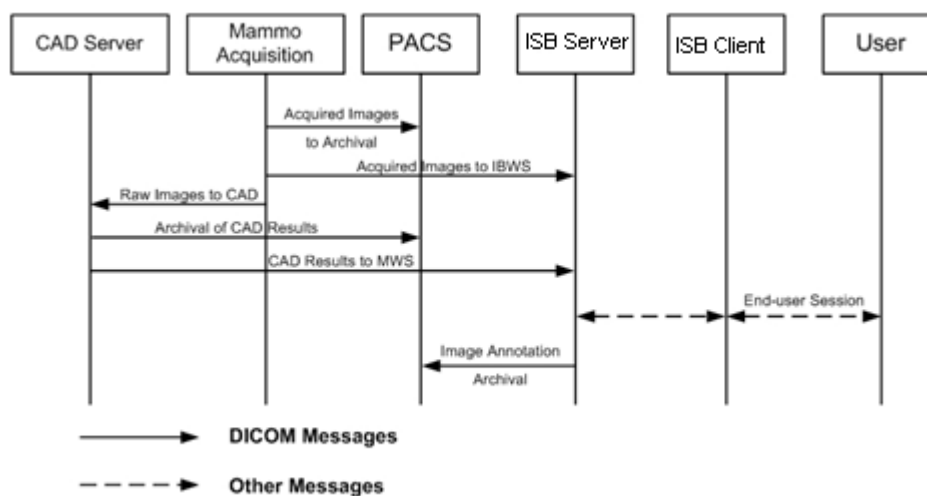 CAD Server
Mammo
Acquisition
PACS
ISB Server
ISB Client
User
Acquired Images
to Archival
Acquired Images to IBWS
Raw Images to CAD
Archival of CAD Results
CAD Results to MWS
End-user Session
Image Annotation
Archival
DICOM Messages
Other Messages